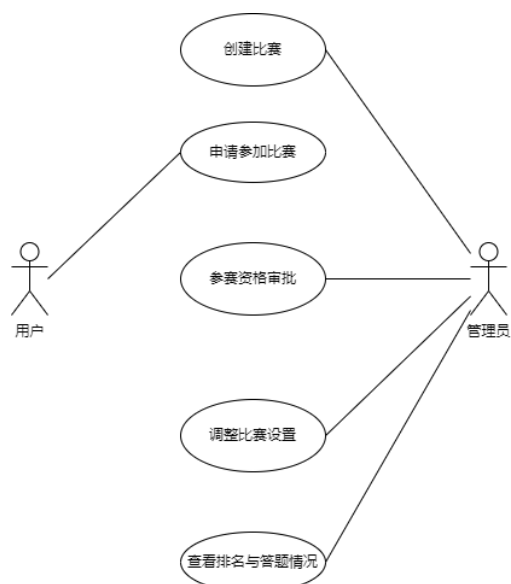 创建比赛
申请参加比赛
参赛资格审批
用户
管理员
调整比赛设置
查看排名与答题情况